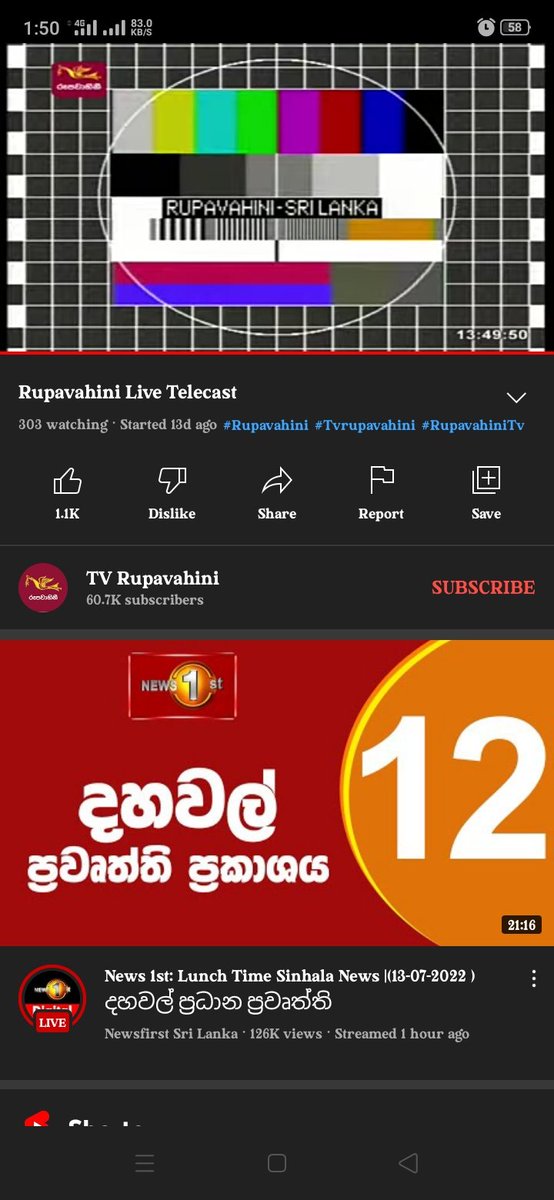 1:50 4G 83.0 KB/S 58
රූපවාහිනී
RUPAVAHINI-SRI LANKA
13:49:50
Rupavahini Live Telecast
303 watching · Started 13d ago #Rupavahini #Tvrupavahini #RupavahiniTv
1.1K Dislike Share Report Save
රූපවාහිනී
TV Rupavahini
60.7K subscribers
SUBSCRIBE
NEWS 1st
12
දහවල්
ප්‍රවෘත්ති ප්‍රකාශය
21:16
News 1st: Lunch Time Sinhala News |(13-07-2022 )
දහවල් ප්‍රධාන ප්‍රවෘත්ති
NEWS 1st
LIVE
Newsfirst Sri Lanka · 126K views · Streamed 1 hour ago